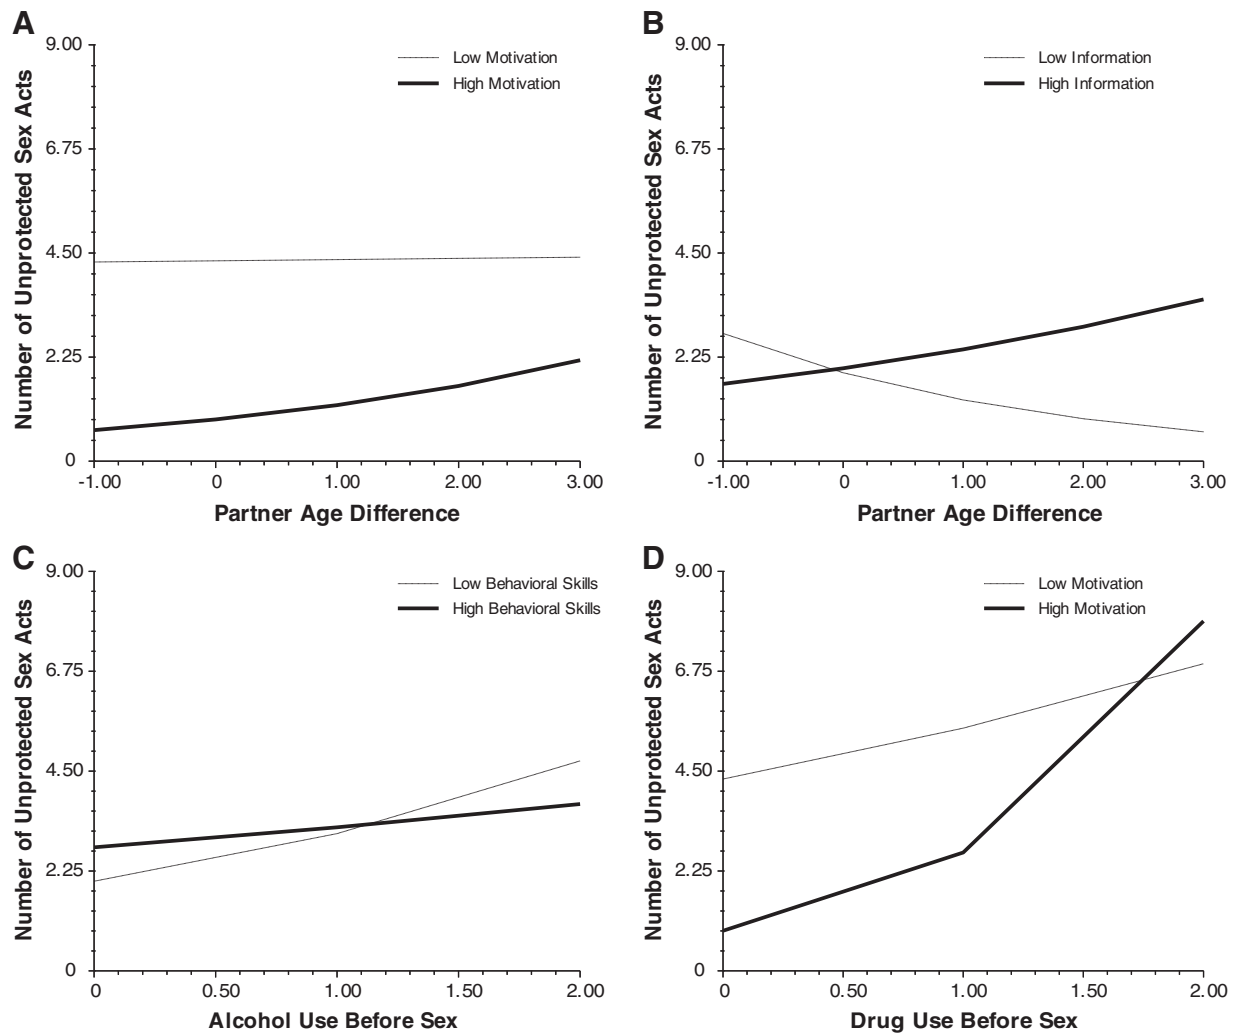 A
Number of Unprotected Sex Acts
9.00
6.75
4.50
2.25
0
Low Motivation
High Motivation
-1.00 0 1.00 2.00 3.00
Partner Age Difference
B
Number of Unprotected Sex Acts
9.00
6.75
4.50
2.25
0
Low Information
High Information
-1.00 0 1.00 2.00 3.00
Partner Age Difference
C
Number of Unprotected Sex Acts
9.00
6.75
4.50
2.25
0
Low Behavioral Skills
High Behavioral Skills
0 0.50 1.00 1.50 2.00
Alcohol Use Before Sex
D
Number of Unprotected Sex Acts
9.00
6.75
4.50
2.25
0
Low Motivation
High Motivation
0 0.50 1.00 1.50 2.00
Drug Use Before Sex